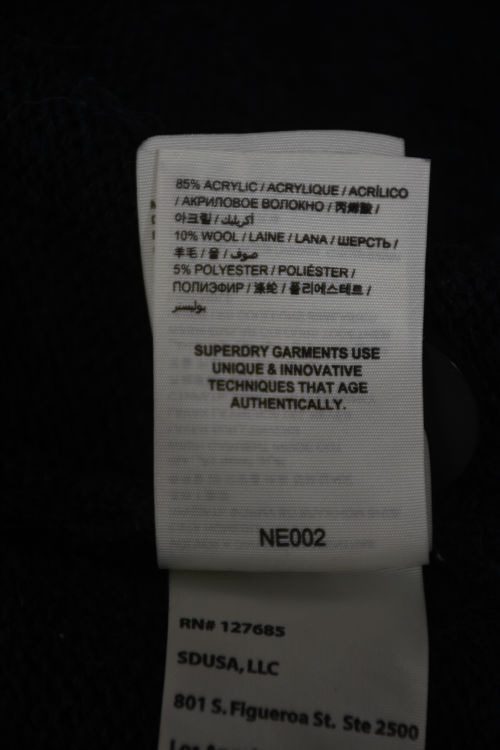 85% ACRYLIC / ACRYLIQUE / ACRÍLICO
/ АКРИЛОВОЕ ВОЛОКНО / 丙烯酸 /
아크릴 / أكريليك /
10% WOOL / LAINE / LANA / ШЕРСТЬ /
羊毛 / 울 / صوف /
5% POLYESTER / POLIÉSTER /
ПОЛИЭФИР / 涤纶 / 폴리에스테르 /
بوليستر
SUPERDRY GARMENTS USE
UNIQUE & INNOVATIVE
TECHNIQUES THAT AGE
AUTHENTICALLY.
NE002
RN# 127685
SDUSA, LLC
801 S. Figueroa St. Ste 2500
Los